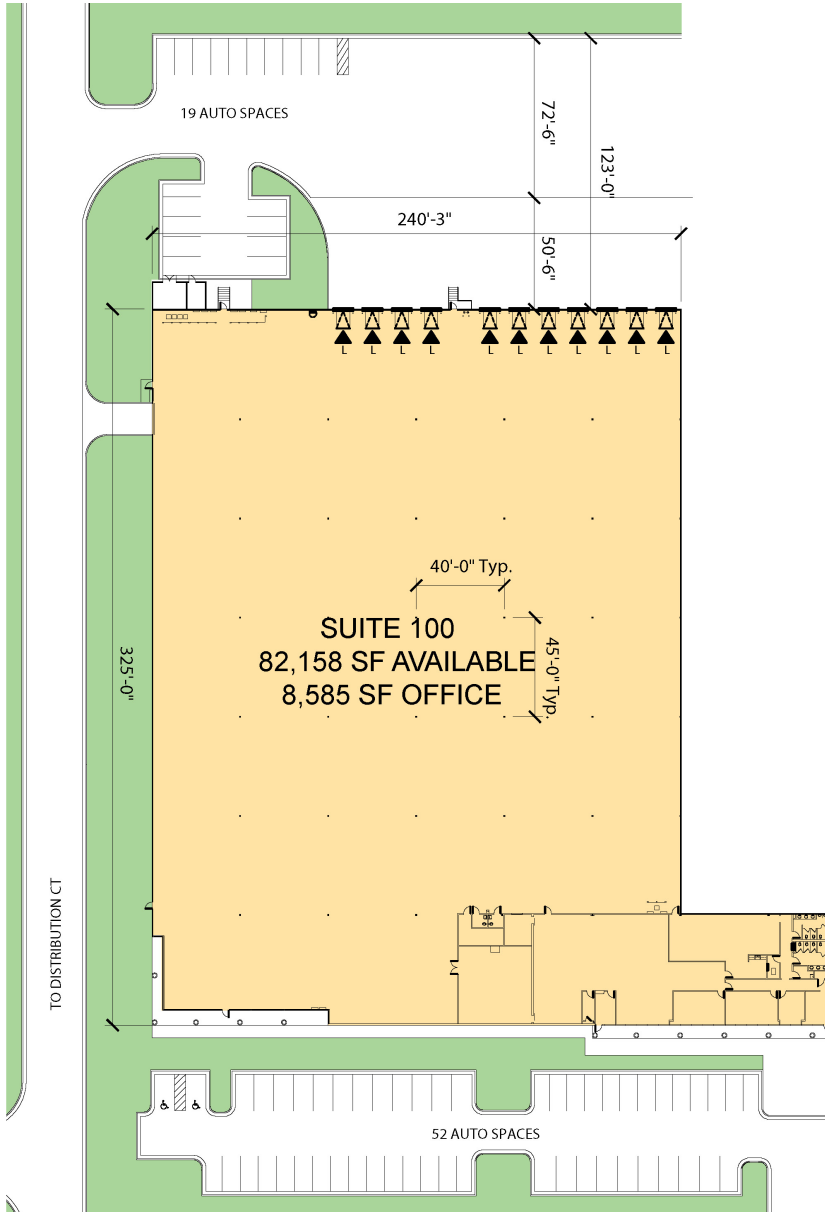 19 AUTO SPACES
72'-6"
123'-0"
240'-3"
50'-6"
L L L L L L L L L L L
40'-0" Typ.
SUITE 100
82,158 SF AVAILABLE
8,585 SF OFFICE
45'-0" Typ.
325'-0"
TO DISTRIBUTION CT
52 AUTO SPACES